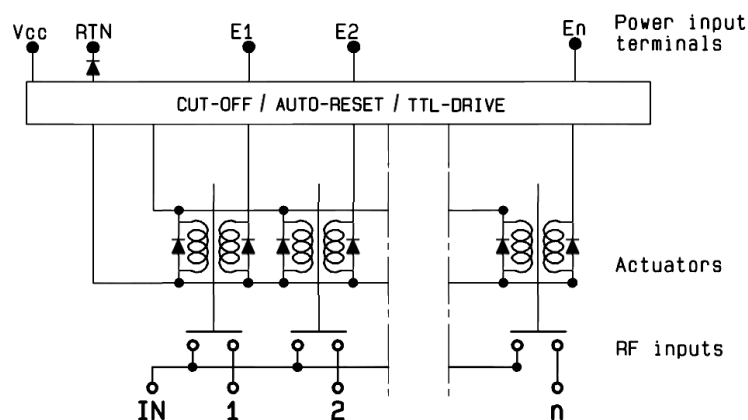 Vcc RTN E1 E2 En Power input
terminals
CUT-OFF / AUTO-RESET / TTL-DRIVE
Actuators
RF inputs
IN 1 2 n